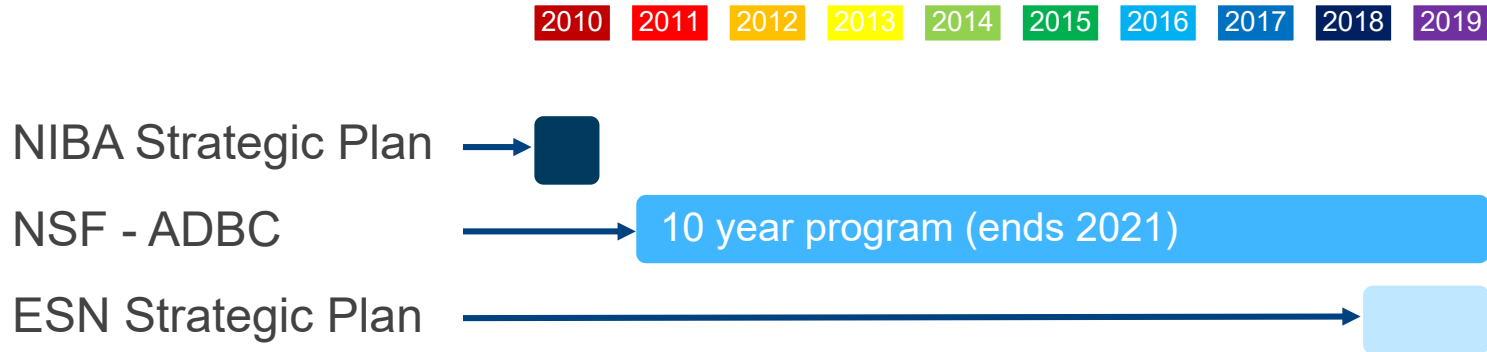 2010 2011 2012 2013 2014 2015 2016 2017 2018 2019
NIBA Strategic Plan
NSF - ADBC 10 year program (ends 2021)
ESN Strategic Plan